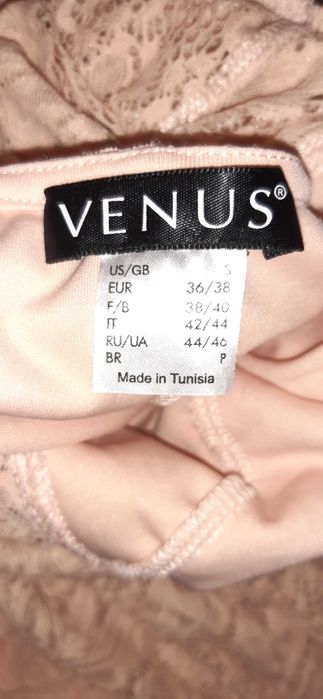 VENUS®
US/GB S
EUR 36/38
F/B 38/40
IT 42/44
RU/UA 44/46
BR P
Made in Tunisia